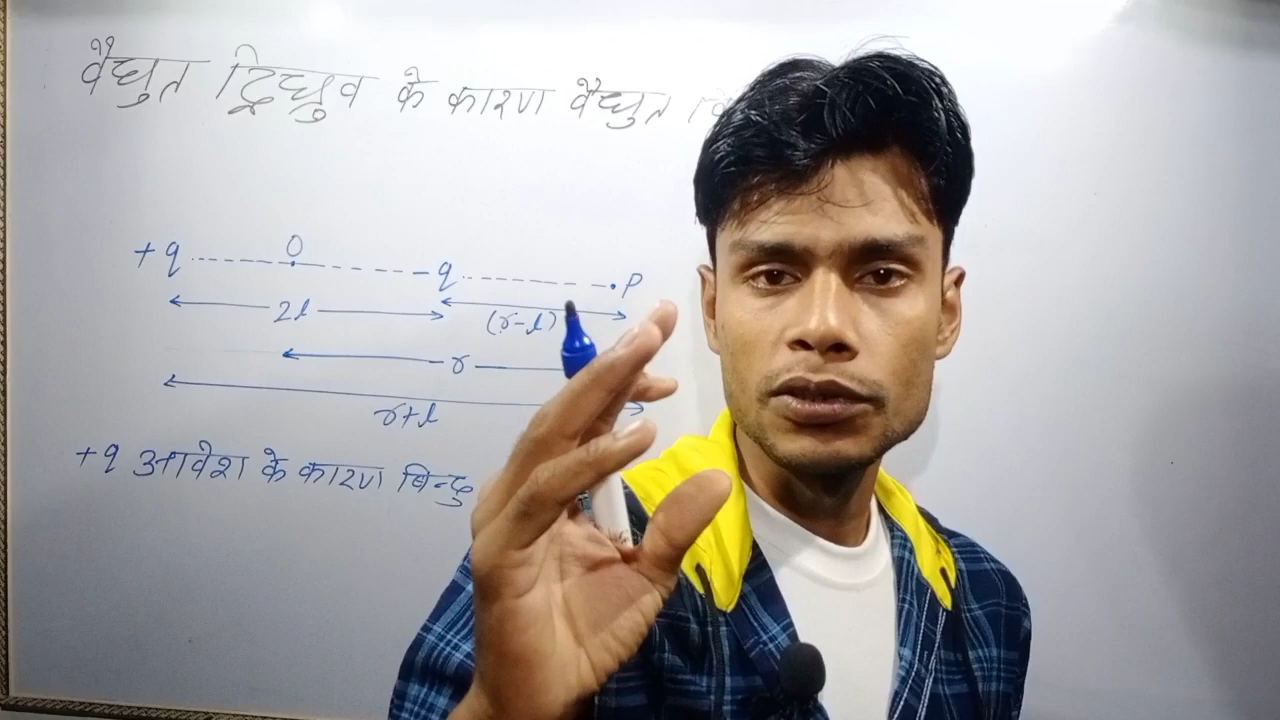 वैद्युत द्विध्रुव के कारण वैद्युत
+q O -q P
2l (r-l)
r
r+l
+q आवेश के कारण बिन्दु